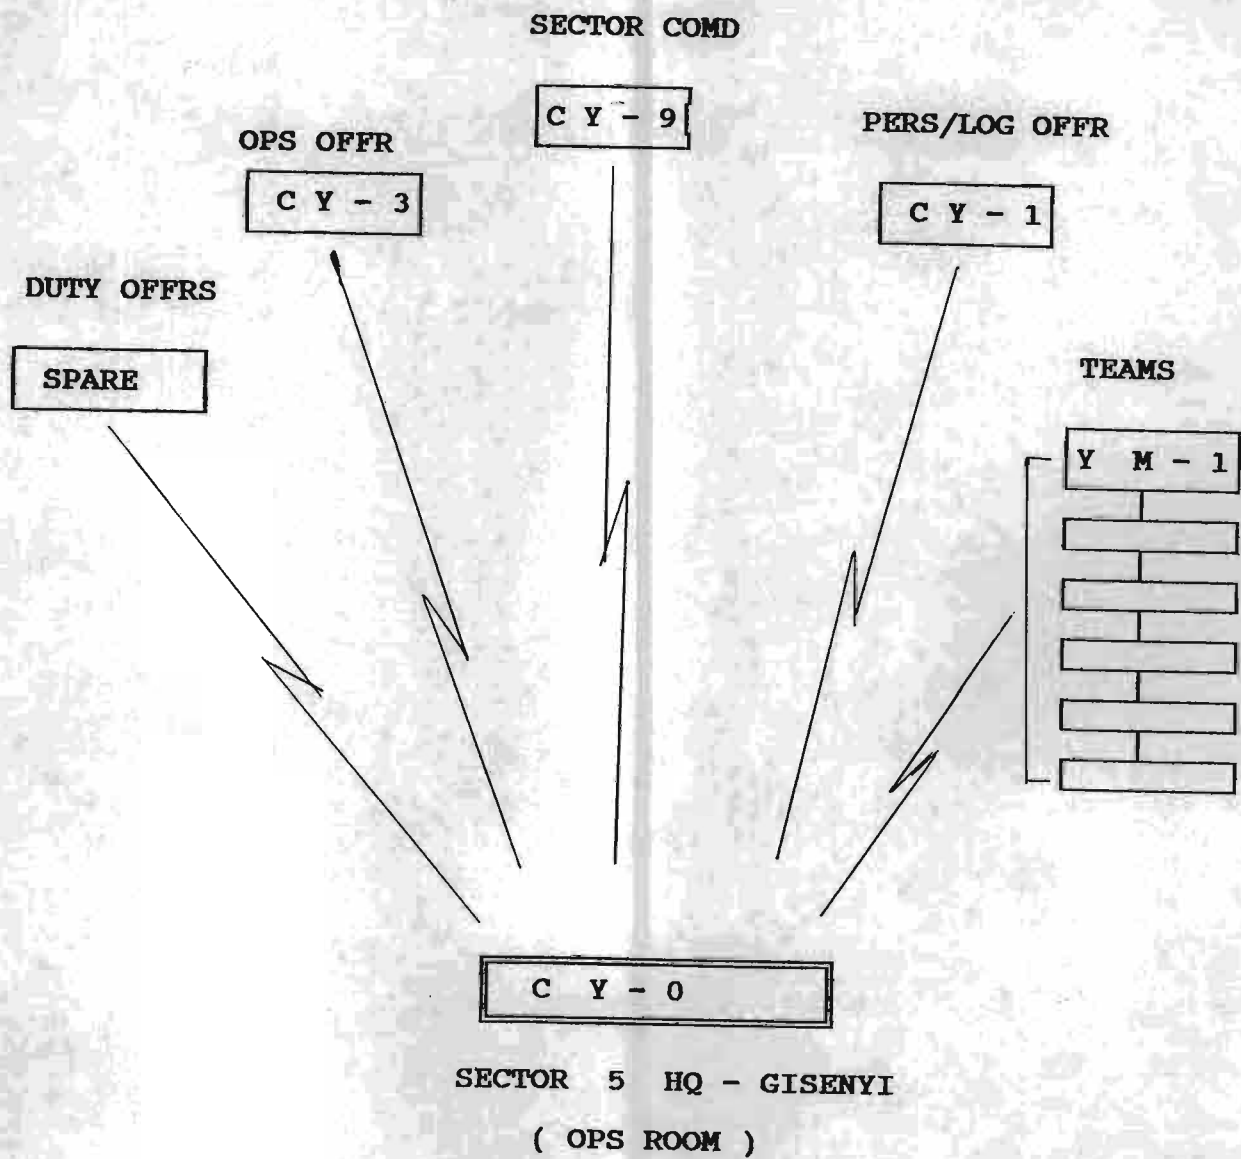 SECTOR COMD
C Y - 9
OPS OFFR
C Y - 3
PERS/LOG OFFR
C Y - 1
DUTY OFFRS
SPARE
TEAMS
Y M - 1
C Y - 0
SECTOR 5 HQ - GISENYI
( OPS ROOM )